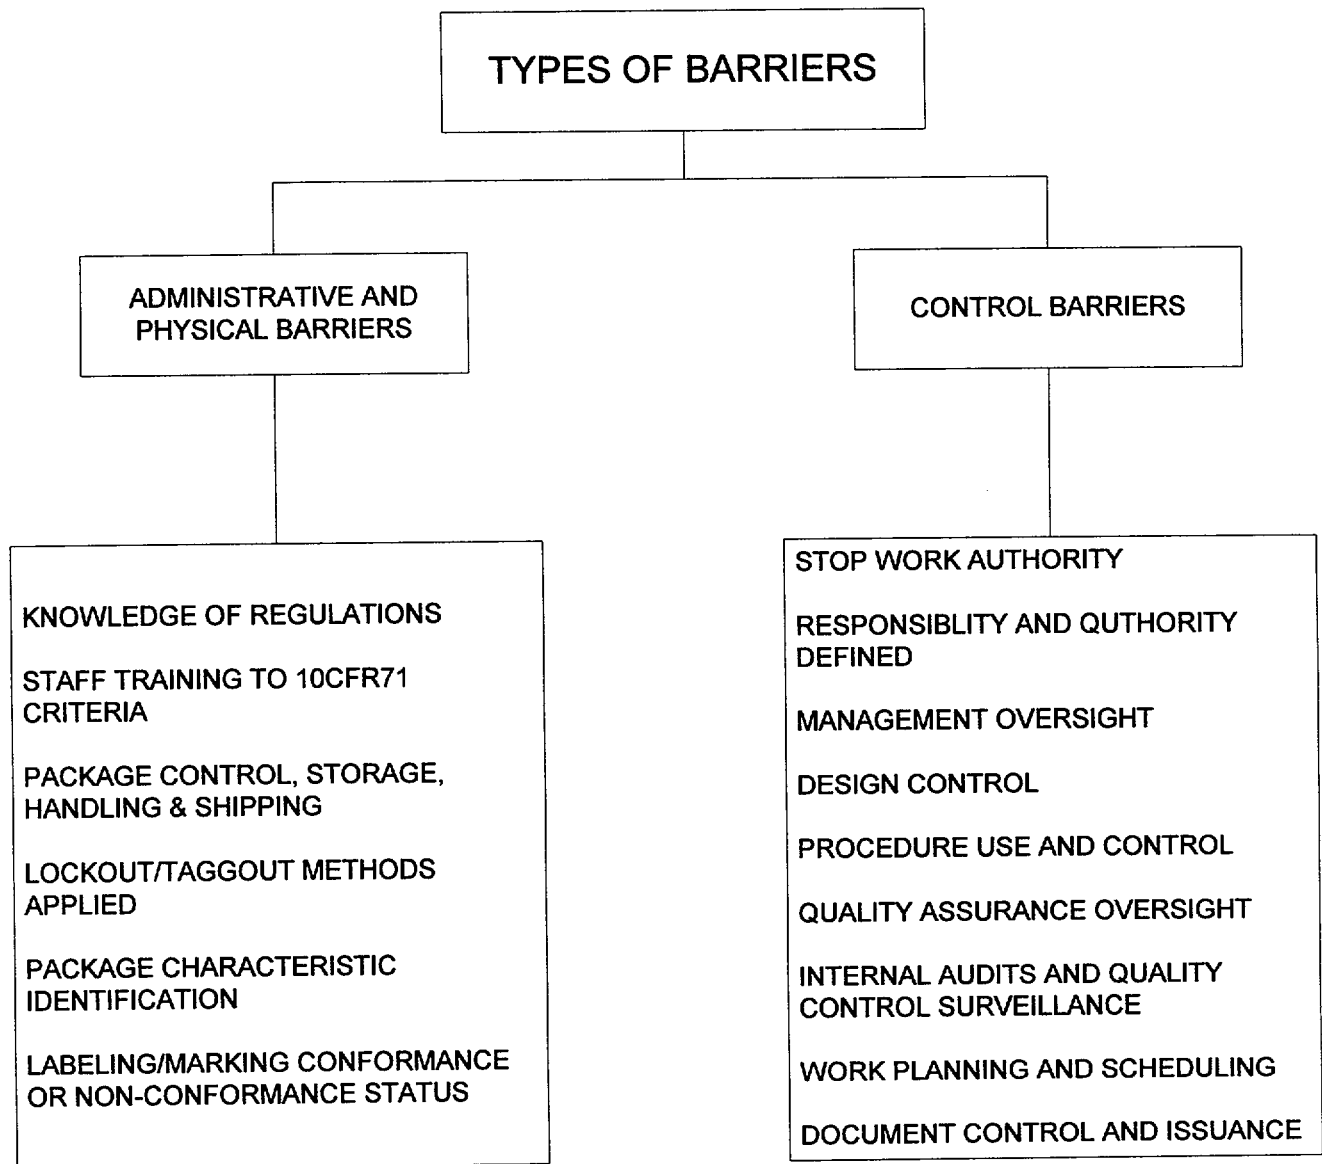 TYPES OF BARRIERS
ADMINISTRATIVE AND
PHYSICAL BARRIERS
CONTROL BARRIERS
KNOWLEDGE OF REGULATIONS
STAFF TRAINING TO 10CFR71
CRITERIA
PACKAGE CONTROL, STORAGE,
HANDLING & SHIPPING
LOCKOUT/TAGGOUT METHODS
APPLIED
PACKAGE CHARACTERISTIC
IDENTIFICATION
LABELING/MARKING CONFORMANCE
OR NON-CONFORMANCE STATUS
STOP WORK AUTHORITY
RESPONSIBLITY AND QUTHORITY
DEFINED
MANAGEMENT OVERSIGHT
DESIGN CONTROL
PROCEDURE USE AND CONTROL
QUALITY ASSURANCE OVERSIGHT
INTERNAL AUDITS AND QUALITY
CONTROL SURVEILLANCE
WORK PLANNING AND SCHEDULING
DOCUMENT CONTROL AND ISSUANCE